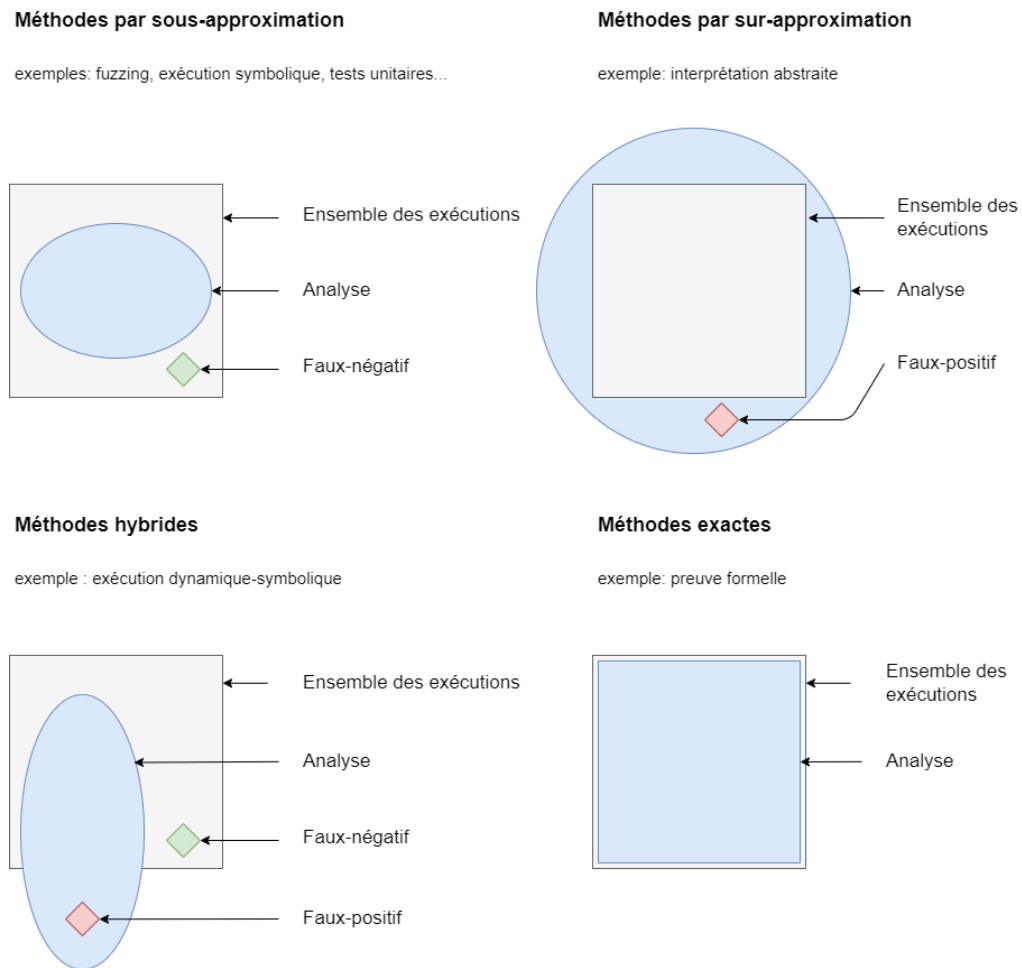 Méthodes par sous-approximation
exemples: fuzzing, exécution symbolique, tests unitaires...
Ensemble des exécutions
Analyse
Faux-négatif
Méthodes par sur-approximation
exemple: interprétation abstraite
Ensemble des
exécutions
Analyse
Faux-positif
Méthodes hybrides
exemple : exécution dynamique-symbolique
Ensemble des exécutions
Analyse
Faux-négatif
Faux-positif
Méthodes exactes
exemple: preuve formelle
Ensemble des
exécutions
Analyse